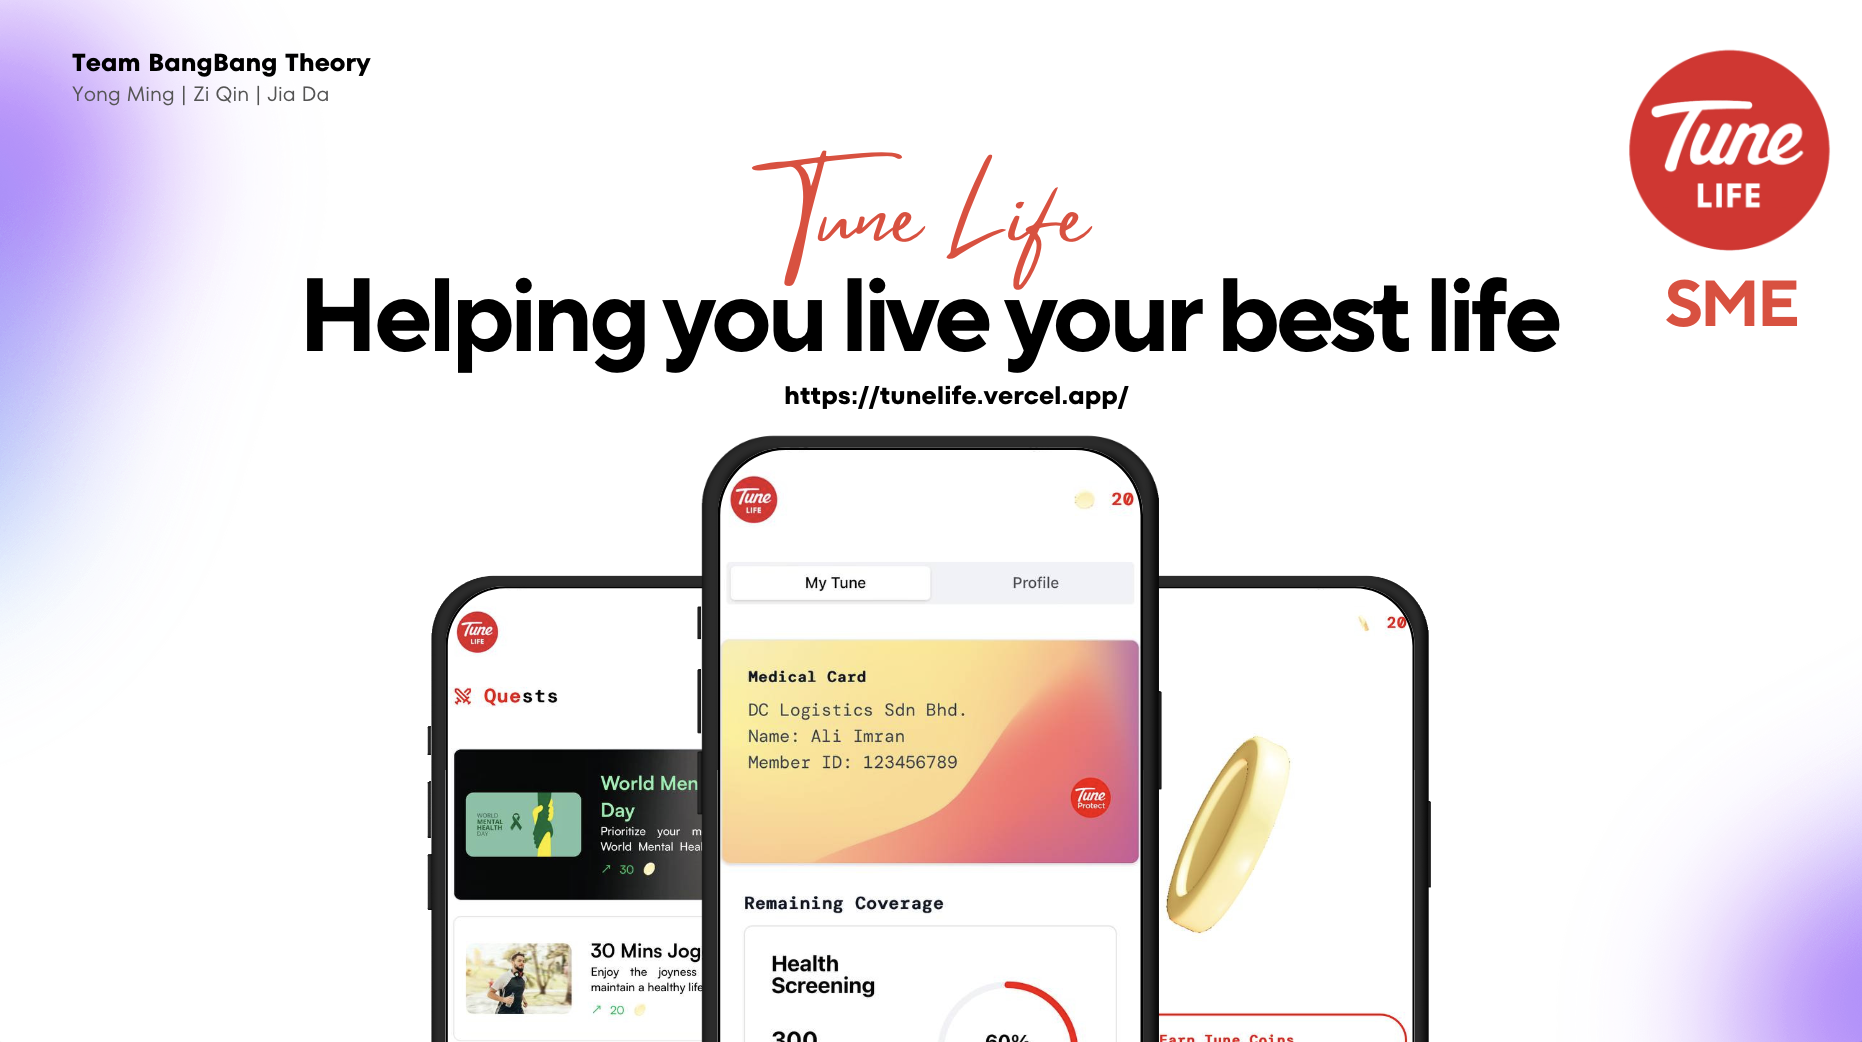 Team BangBang Theory
Yong Ming | Zi Qin | Jia Da
Tune
LIFE
SME
Tune Life
Helping you live your best life
https://tunelife.vercel.app/
Tune
LIFE
Quests
WORLD
MENTAL
HEALTH
DAY
World Men
Day
Prioritize your m
World Mental Heal
↗ 30
30 Mins Jog
Enjoy the joyness
maintain a healthy life
↗ 20
Tune
LIFE
20
My Tune
Profile
Medical Card
DC Logistics Sdn Bhd.
Name: Ali Imran
Member ID: 123456789
Tune
Protect
Remaining Coverage
Health
Screening
300
60%
20
Earn Tune Coins